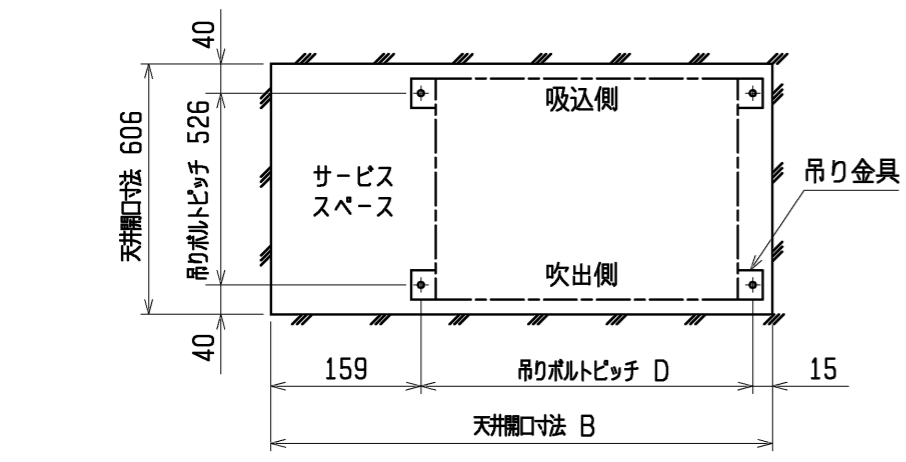 40
吸込側
天井開口寸法 606
吊りボルトピッチ 526
サービス
スペース
吊り金具
吹出側
40
159
吊りボルトピッチ D
15
天井開口寸法 B